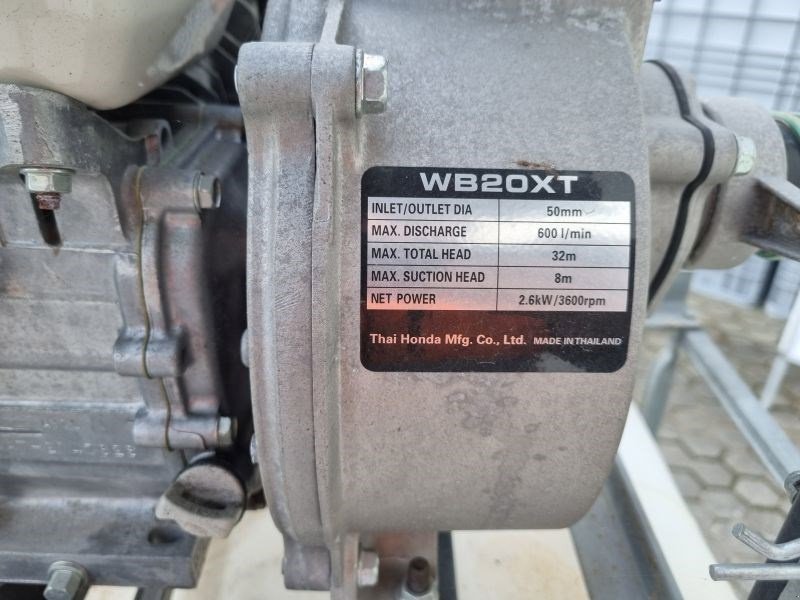 WB20XT
INLET/OUTLET DIA 50mm
MAX. DISCHARGE 600 l/min
MAX. TOTAL HEAD 32m
MAX. SUCTION HEAD 8m
NET POWER 2.6kW/3600rpm
Thai Honda Mfg. Co., Ltd. MADE IN THAILAND